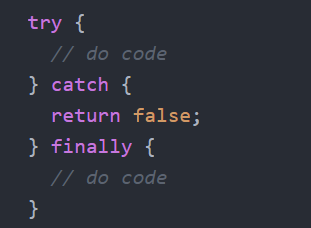 try {
  // do code
} catch {
  return false;
} finally {
  // do code
}